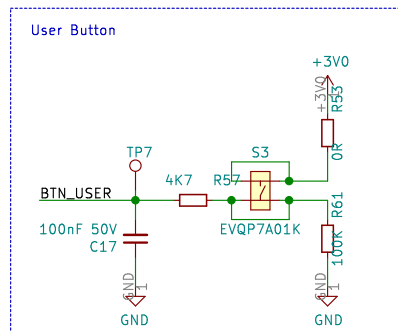 User Button
+3V0
+3V0
1
R53
0R
TP7
S3
4K7
R57
BTN_USER
EVQP7A01K
R61
100K
100nF 50V
C17
GND
1
GND
GND
1
GND